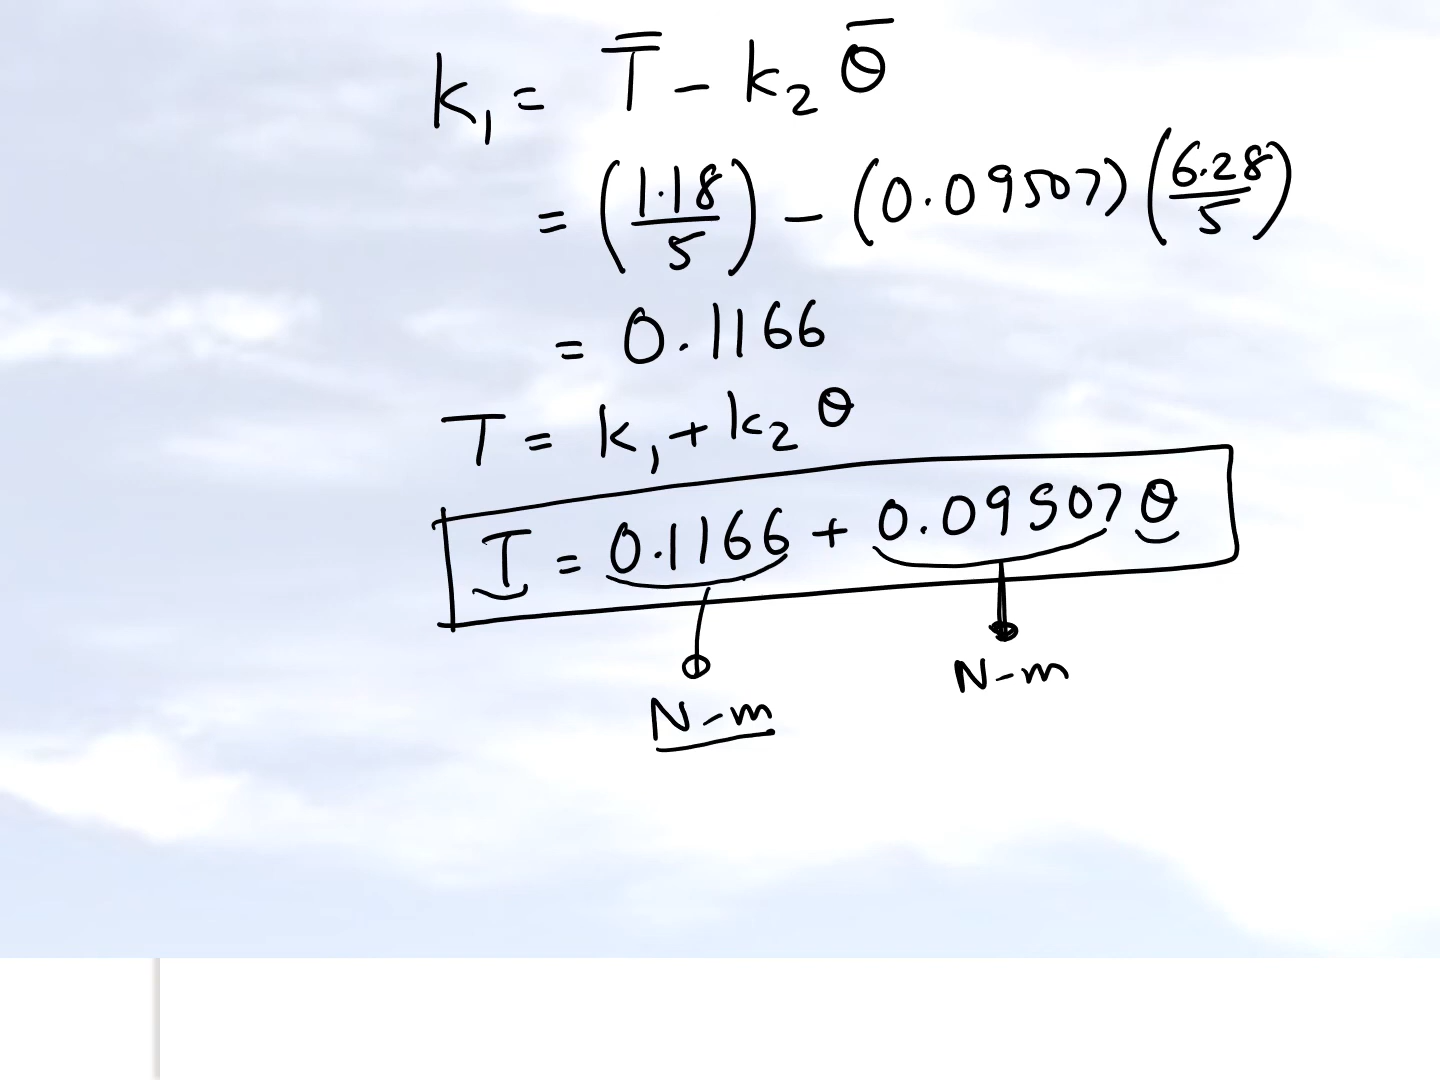 k₁ = T̿ - k₂ θ̅
= (1.18/5) - (0.09507) (6.28/5)
= 0.1166
T = k₁ + k₂ θ
T = 0.1166 + 0.09507 θ
N-m N-m